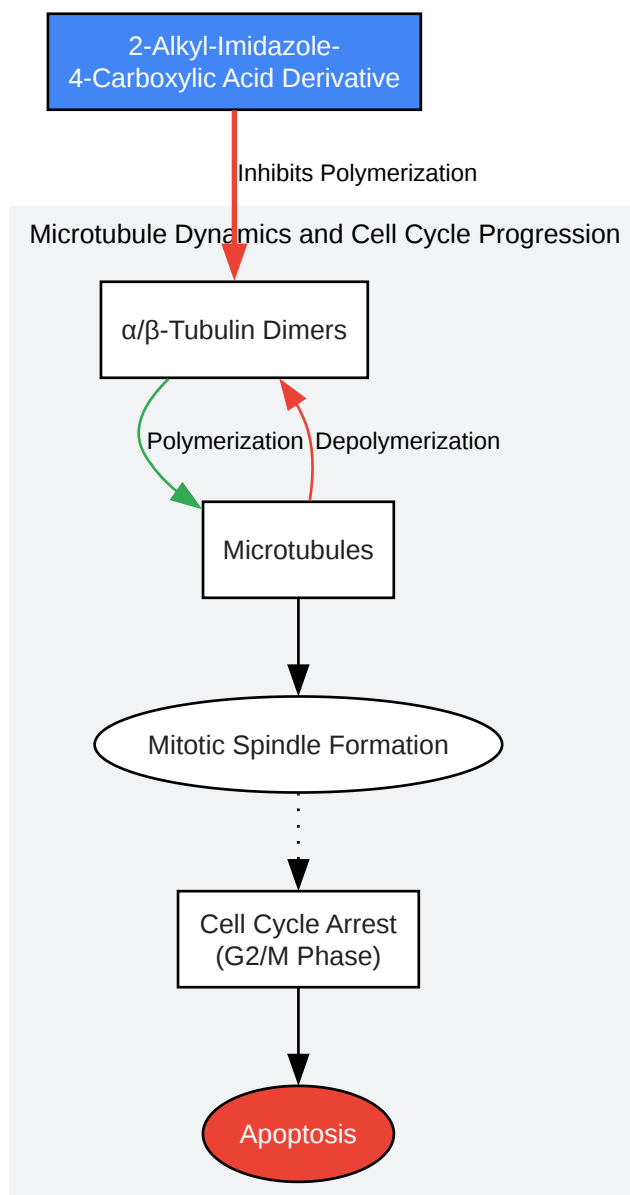 2-Alkyl-Imidazole-
4-Carboxylic Acid Derivative
Inhibits Polymerization
Microtubule Dynamics and Cell Cycle Progression
α/β-Tubulin Dimers
Polymerization
Depolymerization
Microtubules
Mitotic Spindle Formation
Cell Cycle Arrest
(G2/M Phase)
Apoptosis